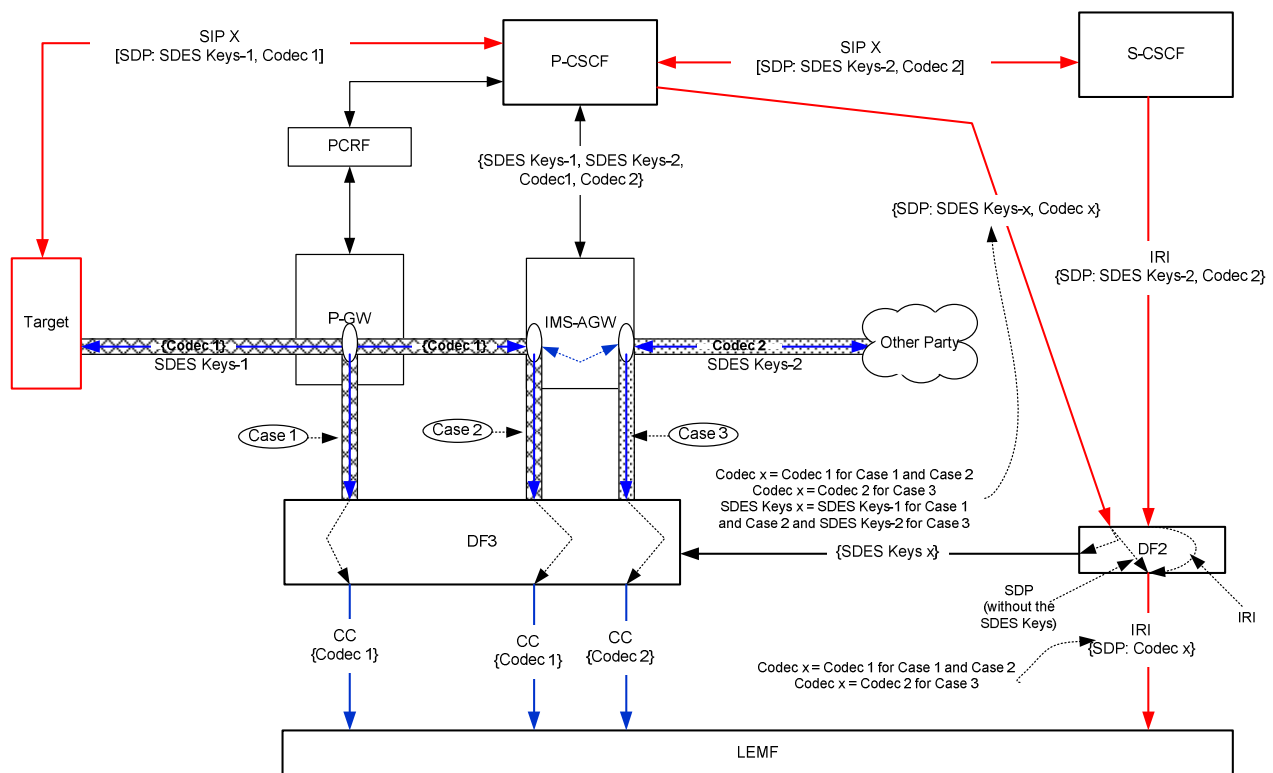 SIP X
[SDP: SDES Keys-1, Codec 1]
P-CSCF
SIP X
[SDP: SDES Keys-2, Codec 2]
S-CSCF
PCRF
{SDES Keys-1, SDES Keys-2,
Codec1, Codec 2}
{SDP: SDES Keys-x, Codec x}
IRI
{SDP: SDES Keys-2, Codec 2}
Target
P-GW
IMS-AGW
{Codec 1}
{Codec 1}
Codec 2
Other Party
SDES Keys-1
SDES Keys-2
Case 1
Case 2
Case 3
Codec x = Codec 1 for Case 1 and Case 2
Codec x = Codec 2 for Case 3
SDES Keys x = SDES Keys-1 for Case 1
and Case 2 and SDES Keys-2 for Case 3
DF3
{SDES Keys x}
DF2
SDP
(without the
SDES Keys)
IRI
CC
{Codec 1}
CC
{Codec 1}
CC
{Codec 2}
IRI
{SDP: Codec x}
Codec x = Codec 1 for Case 1 and Case 2
Codec x = Codec 2 for Case 3
LEMF